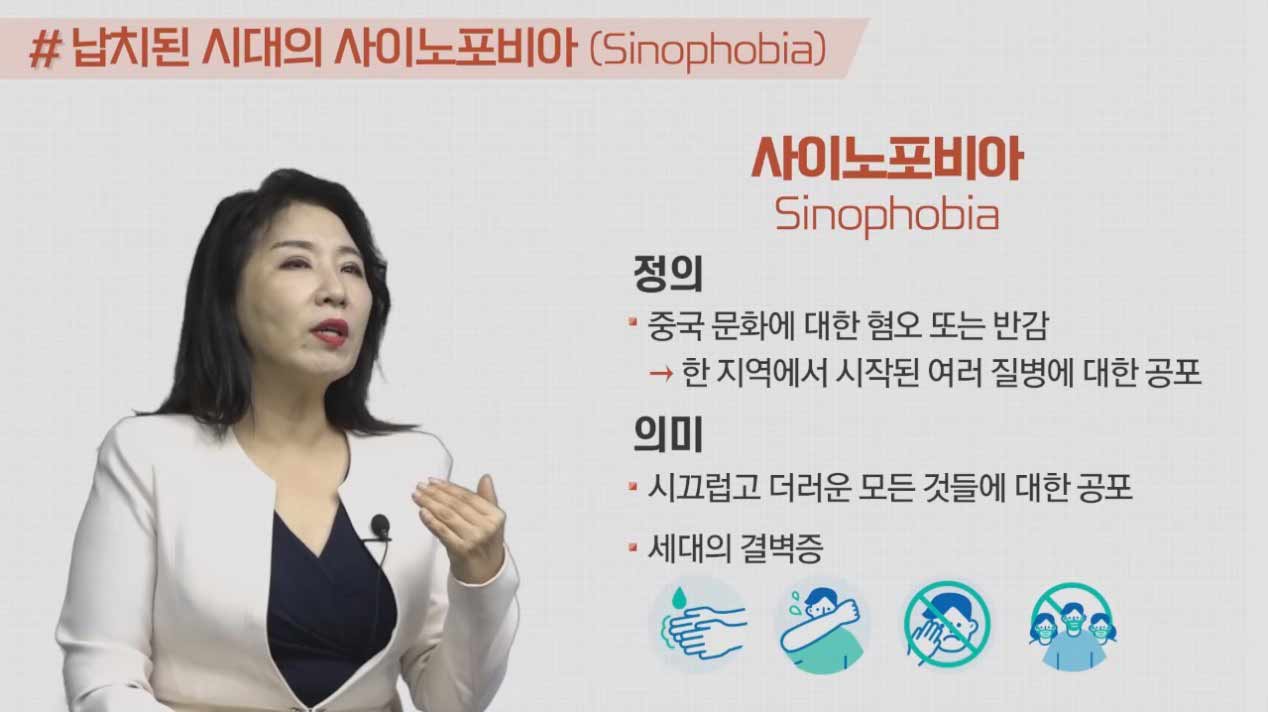 # 납치된 시대의 사이노포비아 (Sinophobia)
사이노포비아
Sinophobia
정의
▪ 중국 문화에 대한 혐오 또는 반감
→ 한 지역에서 시작된 여러 질병에 대한 공포
의미
▪ 시끄럽고 더러운 모든 것들에 대한 공포
▪ 세대의 결벽증